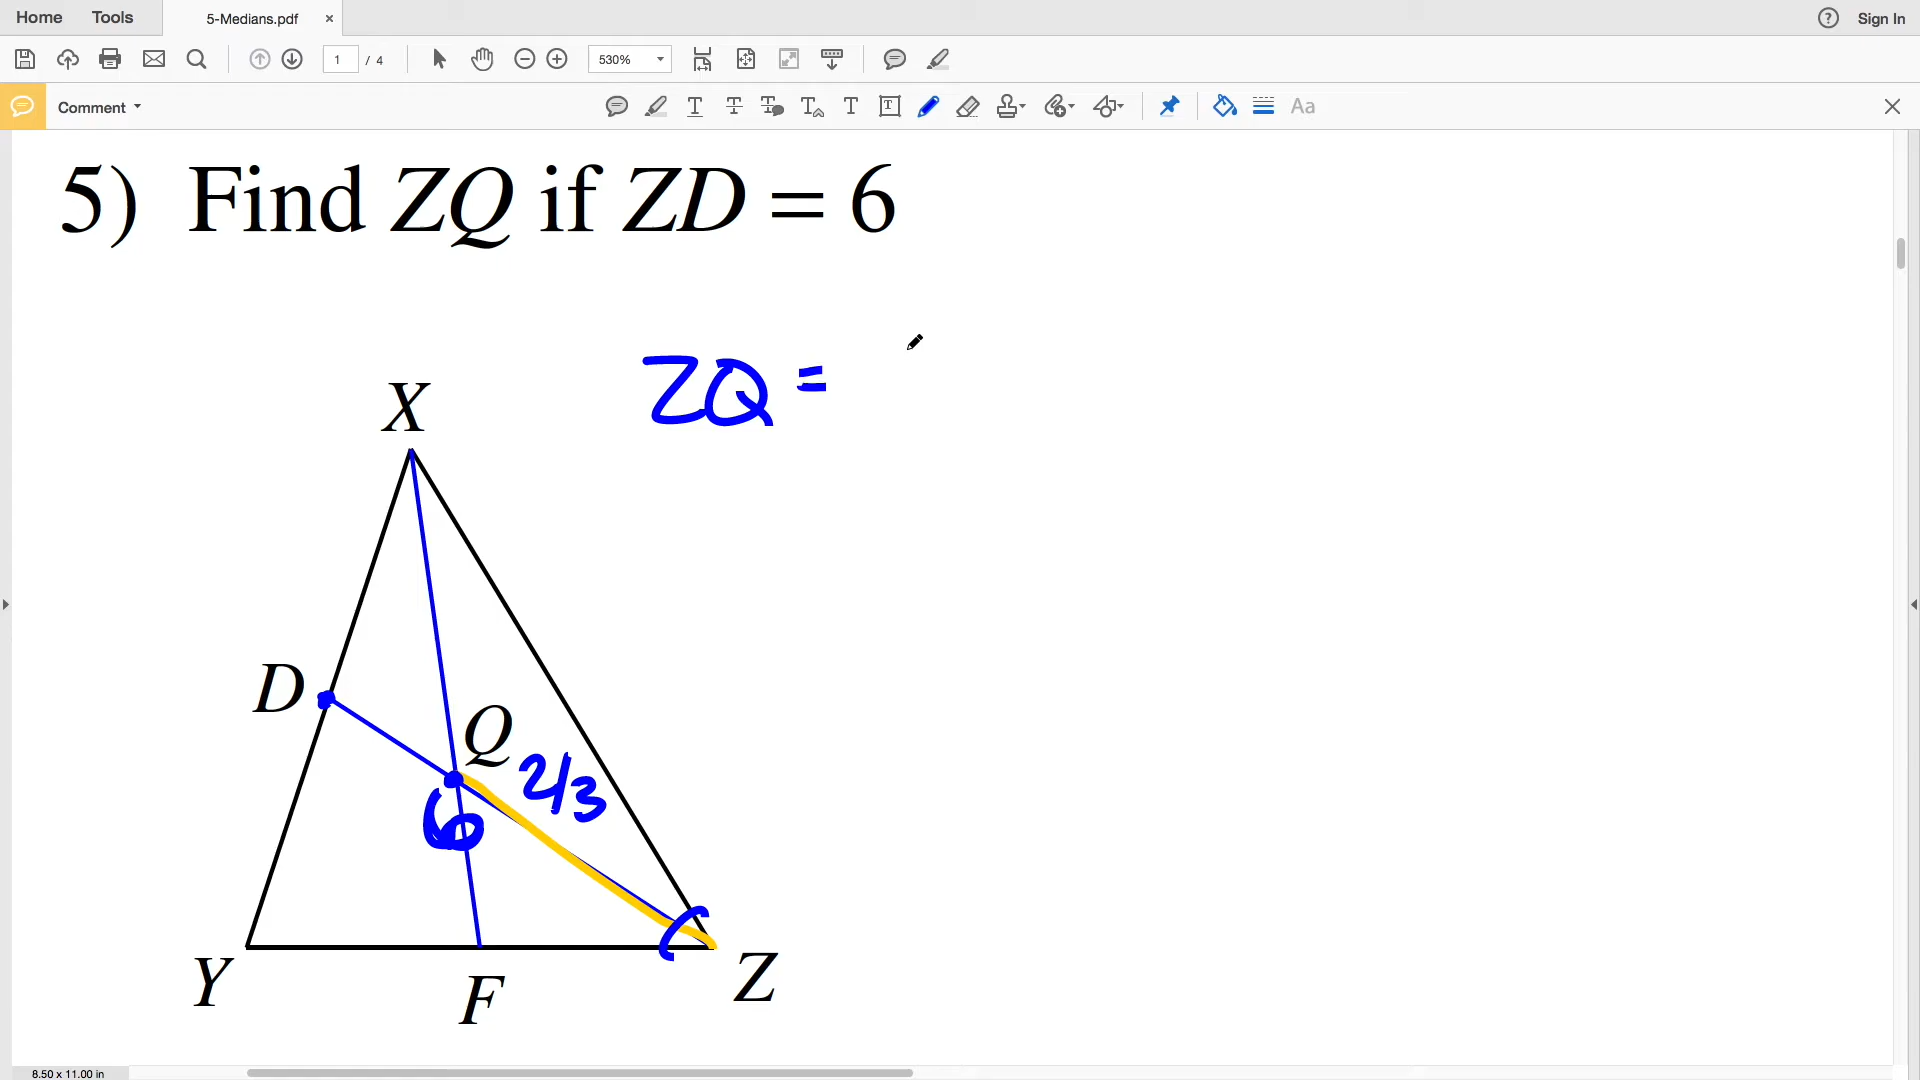 Home Tools 5-Medians.pdf × ? Sign In
1 / 4 530%
Comment T T T T T T Aa
5) Find ZQ if ZD = 6
ZQ =
X
D
Q
2/3
6
Y
F
Z
8.50 x 11.00 in